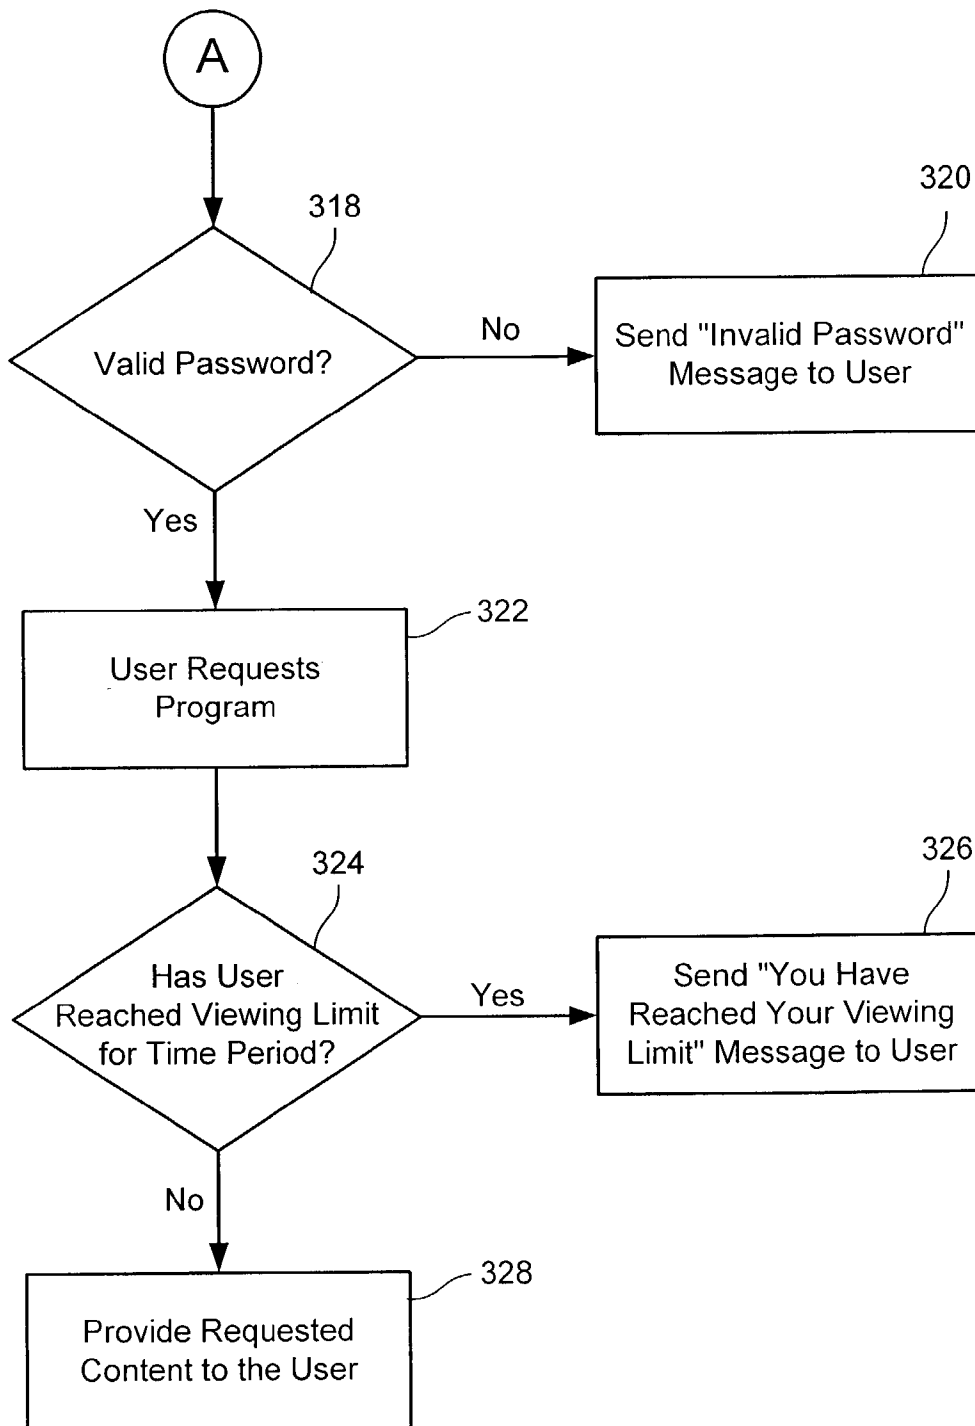 A
318
Valid Password?
No
320
Send "Invalid Password"
Message to User
Yes
322
User Requests
Program
324
Has User
Reached Viewing Limit
for Time Period?
Yes
326
Send "You Have
Reached Your Viewing
Limit" Message to User
No
328
Provide Requested
Content to the User